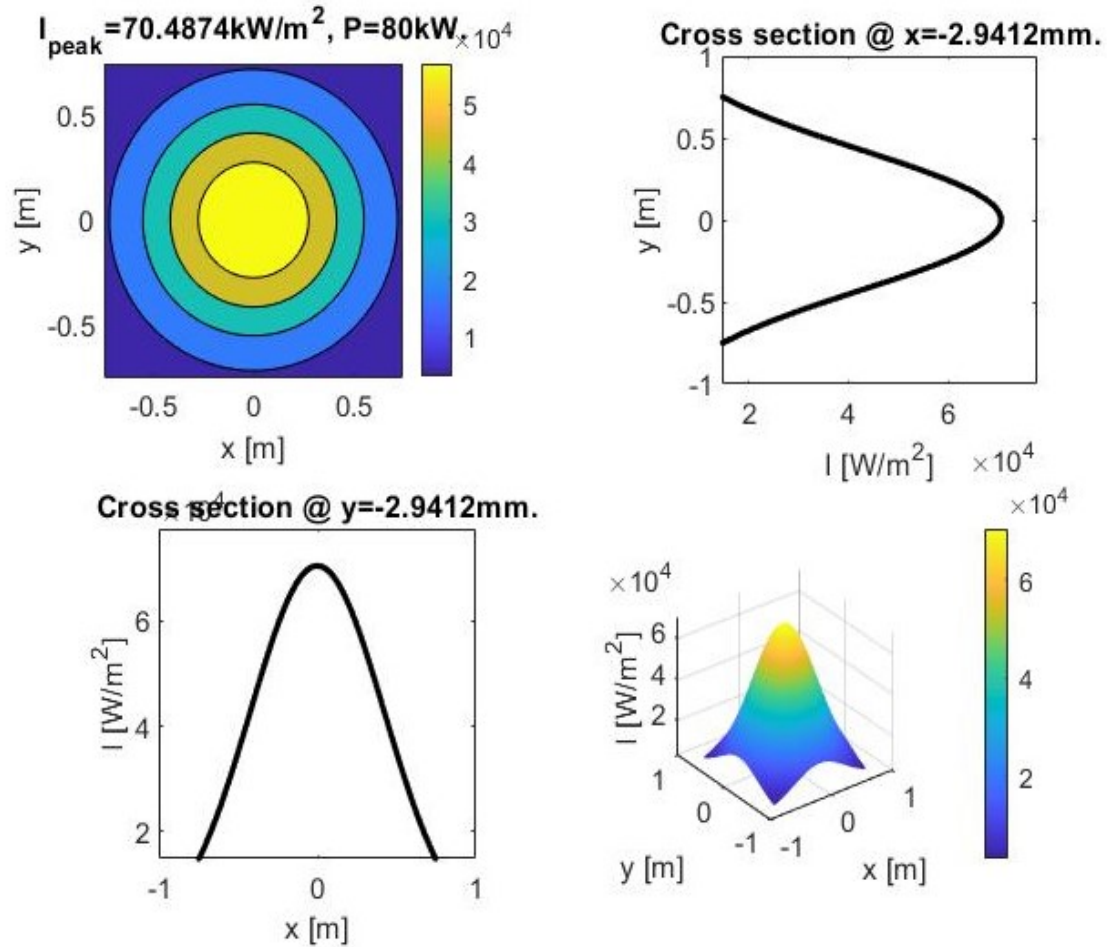 I_peak=70.4874kW/m², P=80kW.
×10⁴
0.5
0
-0.5
y [m]
-0.5 0 0.5
x [m]
5
4
3
2
1
Cross section @ x=-2.9412mm.
1
0.5
0
-0.5
-1
y [m]
2 4 6
I [W/m²] ×10⁴
Cross section @ y=-2.9412mm.
×10⁴
6
4
2
I [W/m²]
-1 0 1
x [m]
×10⁴
6
4
2
I [W/m²]
1
0
-1
y [m]
-1
0
1
x [m]
×10⁴
6
4
2